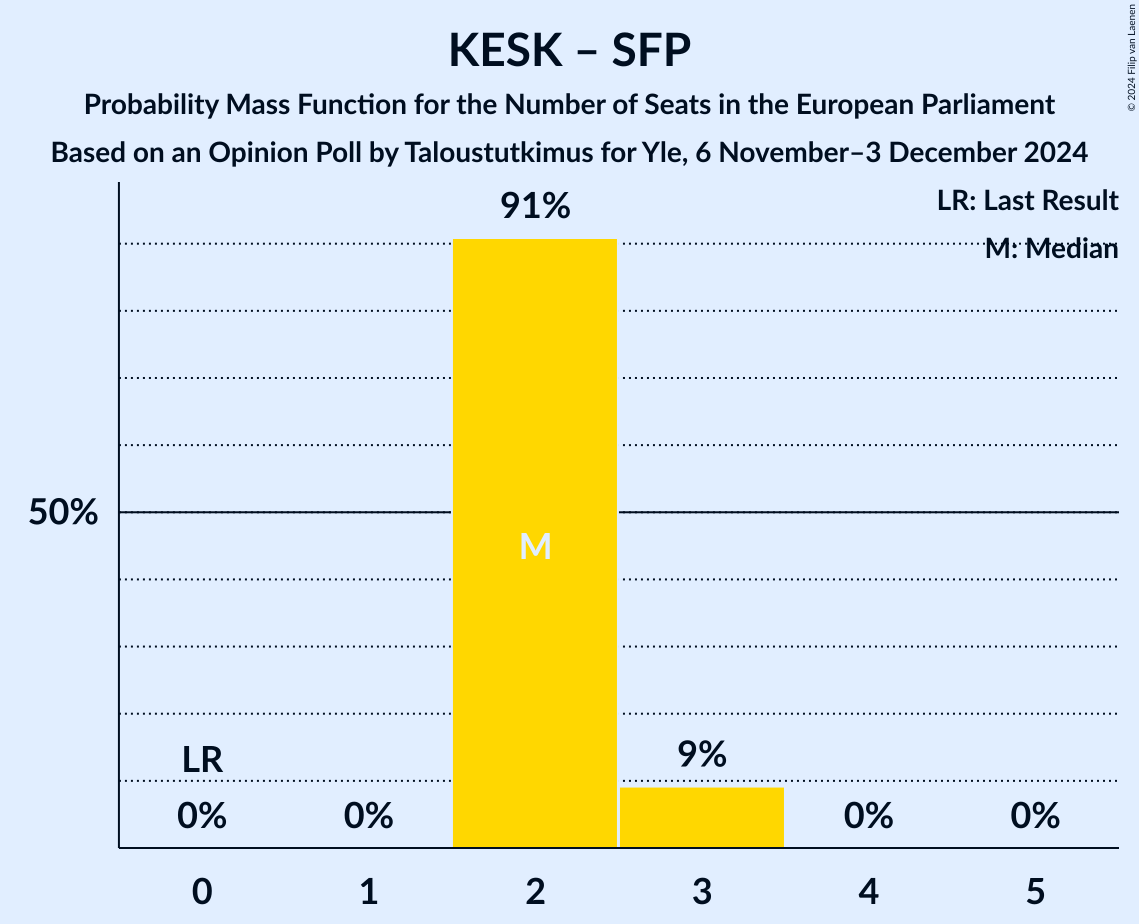 KESK – SFP
Probability Mass Function for the Number of Seats in the European Parliament
Based on an Opinion Poll by Taloustutkimus for Yle, 6 November–3 December 2024
© 2024 Filip van Laenen
LR: Last Result
M: Median
91%
50%
M
LR
9%
0% 0% 0% 0%
0 1 2 3 4 5